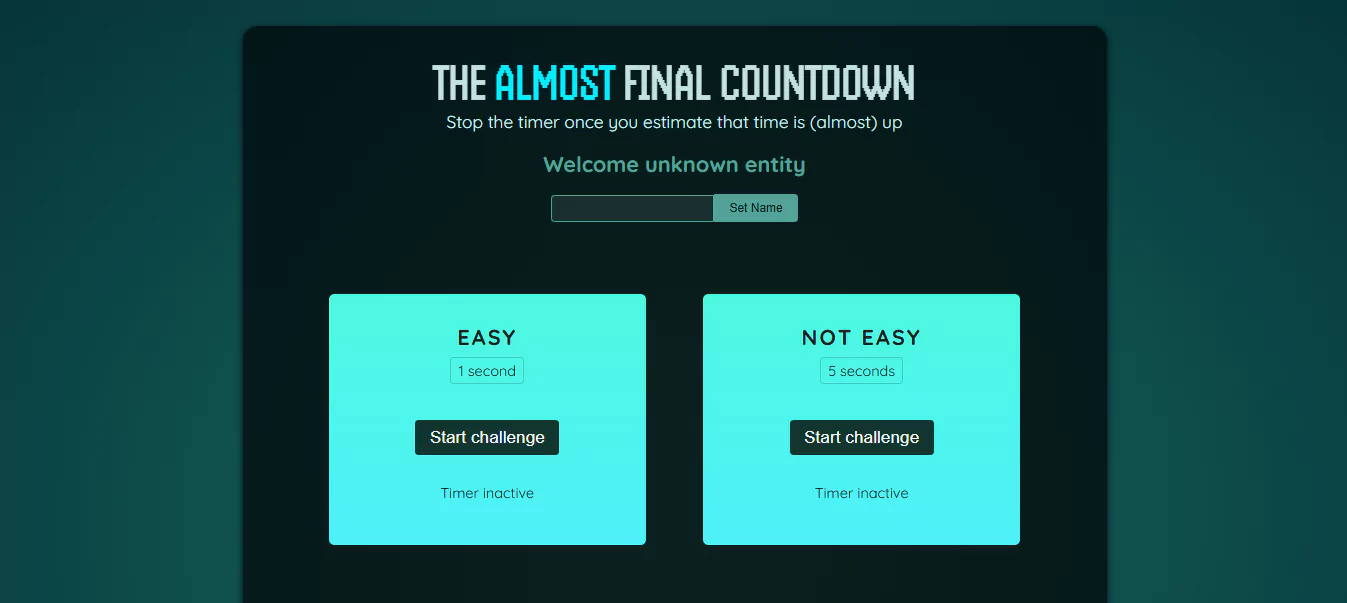 THE ALMOST FINAL COUNTDOWN
Stop the timer once you estimate that time is (almost) up
Welcome unknown entity
Set Name
EASY
1 second
Start challenge
Timer inactive
NOT EASY
5 seconds
Start challenge
Timer inactive